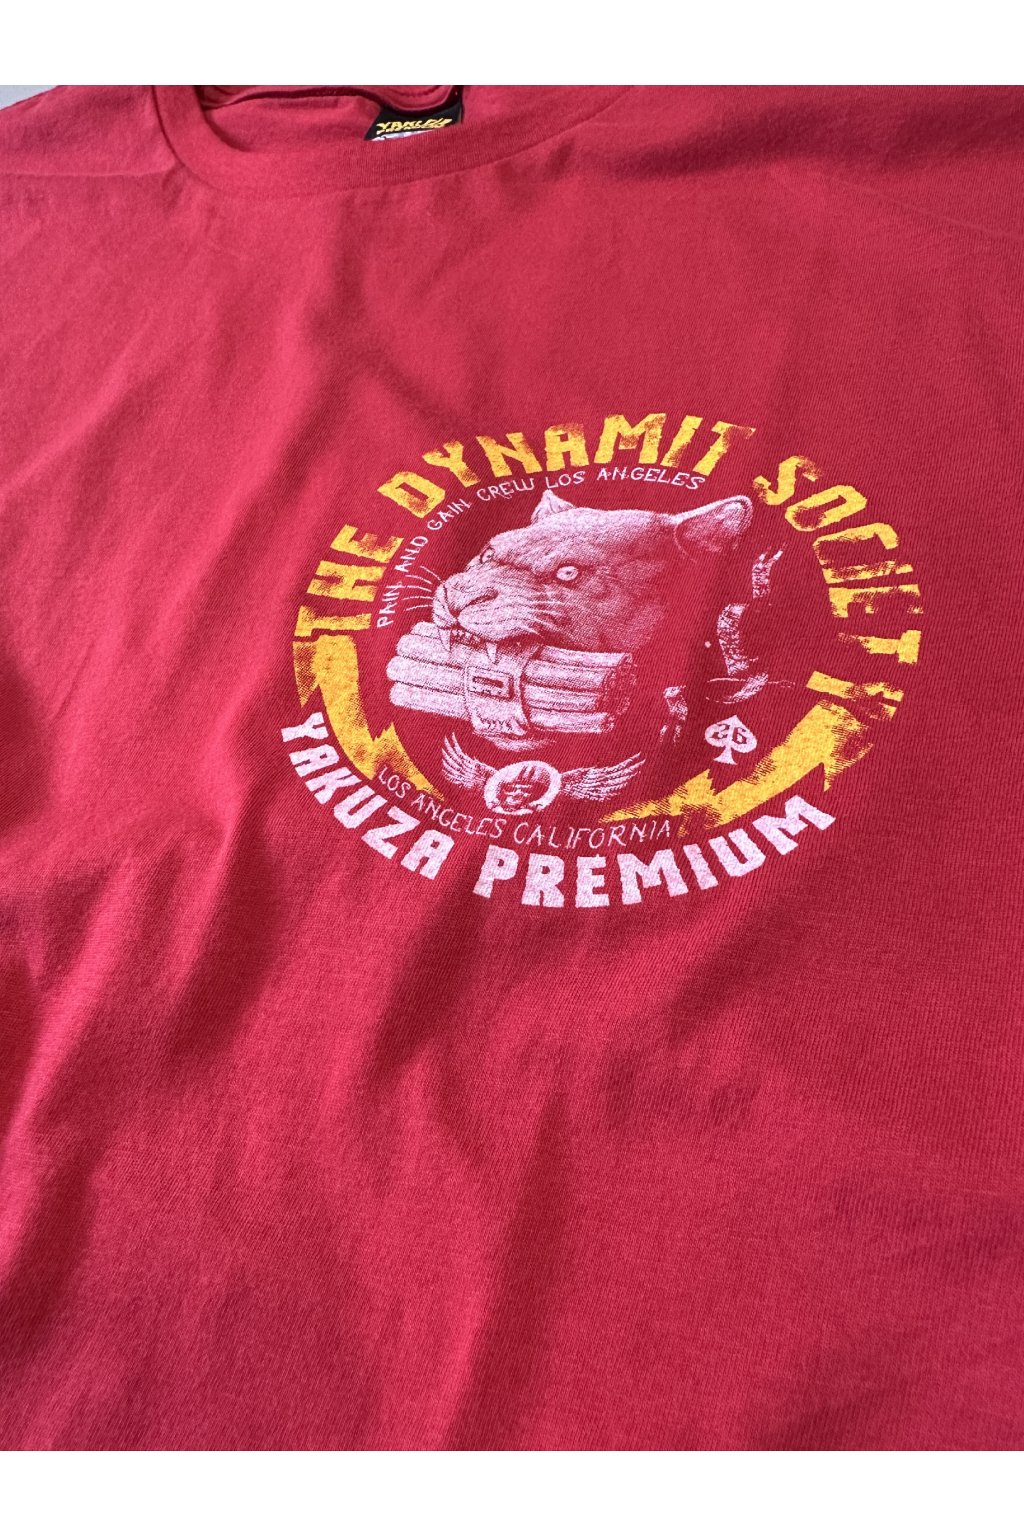 THE DYNAMIT SOCIETY
PAIN AND GAIN CREW LOS ANGELES
26
LOS ANGELES CALIFORNIA
YAKUZA PREMIUM